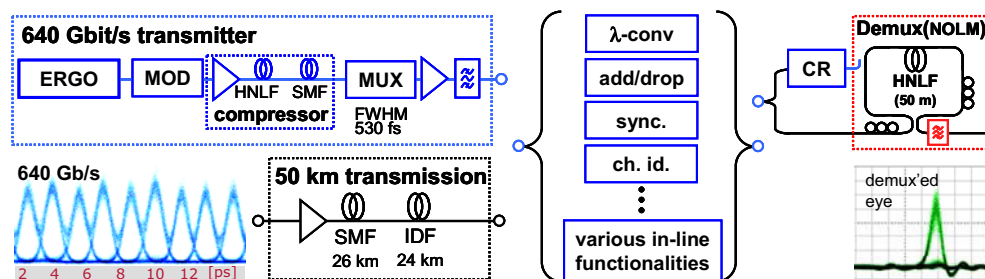 640 Gbit/s transmitter
ERGO
MOD
HNLF
SMF
compressor
MUX
FWHM
530 fs
640 Gb/s
2 4 6 8 10 12 [ps]
50 km transmission
SMF
IDF
26 km
24 km
λ-conv
add/drop
sync.
ch. id.
various in-line
functionalities
Demux(NOLM)
CR
HNLF
(50 m)
demux'ed
eye